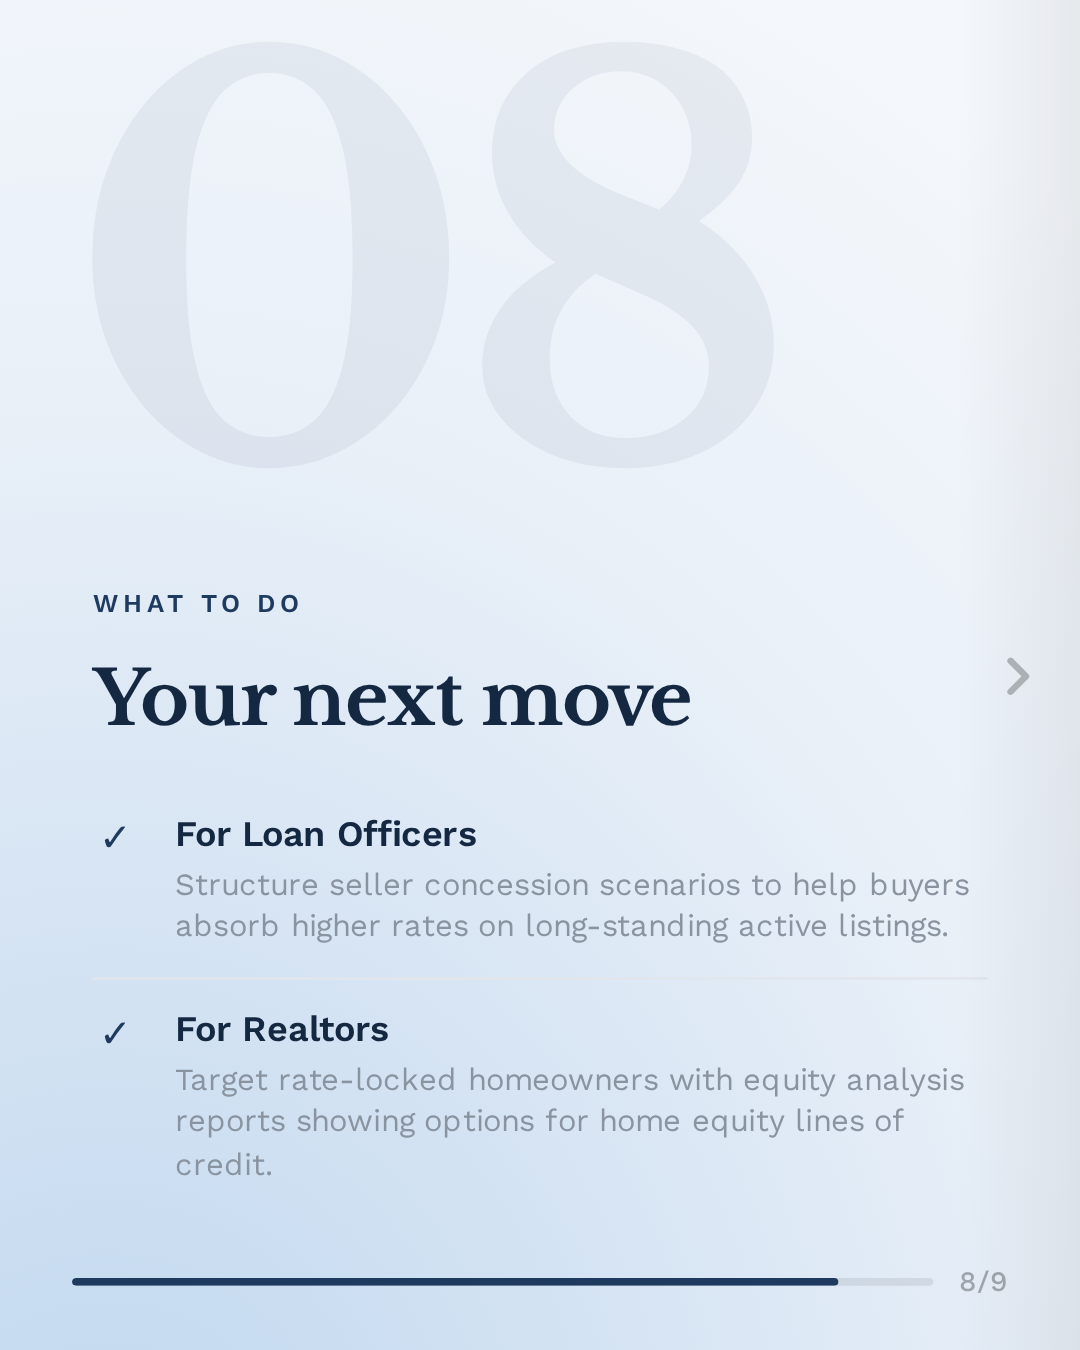 08
WHAT TO DO
Your next move
✓ For Loan Officers
Structure seller concession scenarios to help buyers
absorb higher rates on long-standing active listings.
✓ For Realtors
Target rate-locked homeowners with equity analysis
reports showing options for home equity lines of
credit.
8/9